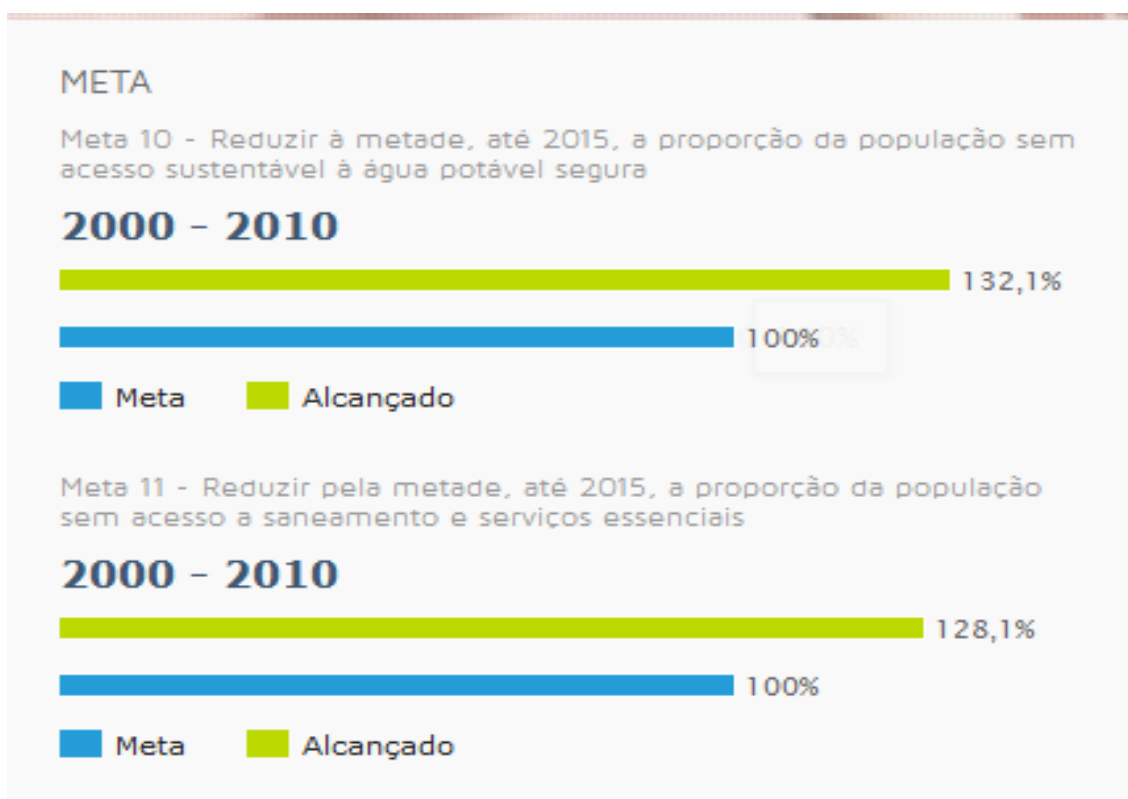 META
Meta 10 - Reduzir à metade, até 2015, a proporção da população sem
acesso sustentável à água potável segura
2000 - 2010
132,1%
100%
Meta Alcançado
Meta 11 - Reduzir pela metade, até 2015, a proporção da população
sem acesso a saneamento e serviços essenciais
2000 - 2010
128,1%
100%
Meta Alcançado